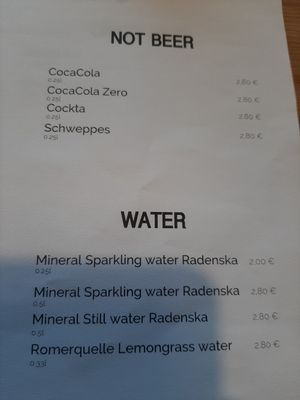 NOT BEER
CocaCola 2,80 €
0.25l
CocaCola Zero 2,80 €
0.25l
Cockta 2,80 €
0.25l
Schweppes 2,80 €
0.25l
WATER
Mineral Sparkling water Radenska 2,00 €
0.25l
Mineral Sparkling water Radenska 2,80 €
0.5l
Mineral Still water Radenska 2,80 €
0.5l
Romerquelle Lemongrass water 2,80 €
0.33l